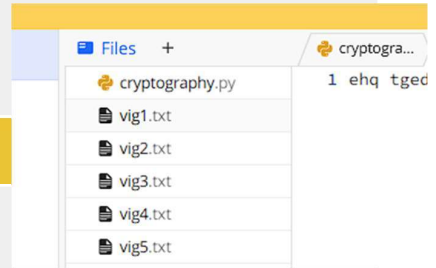 Files +
cryptogra...
cryptography.py
1 ehq tged
vig1.txt
vig2.txt
vig3.txt
vig4.txt
vig5.txt